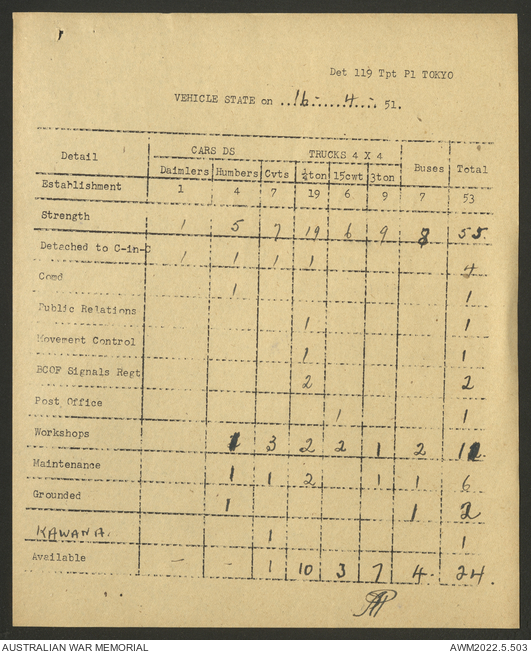 Det 119 Tpt Pl TOKYO
VEHICLE STATE on ..16....4... 51.
Detail CARS DS TRUCKS 4 X 4 Buses Total
Daimlers Humbers Cvts ¼ton 15cwt 3ton
Establishment 1 4 7 19 6 9 7 53
Strength 1 5 7 19 6 9 8 55
Detached to C-in-C 1 1 1 1 4
Comd 1 1
Public Relations 1 1
Movement Control 1 1
BCOF Signals Regt 2 2
Post Office 1 1
Workshops 1 3 2 2 1 2 11
Maintenance 1 1 2 1 1 6
Grounded 1 1 2
KAWANA. 1 1
Available - - 1 10 3 7 4. 24.
AUSTRALIAN WAR MEMORIAL AWM2022.5.503